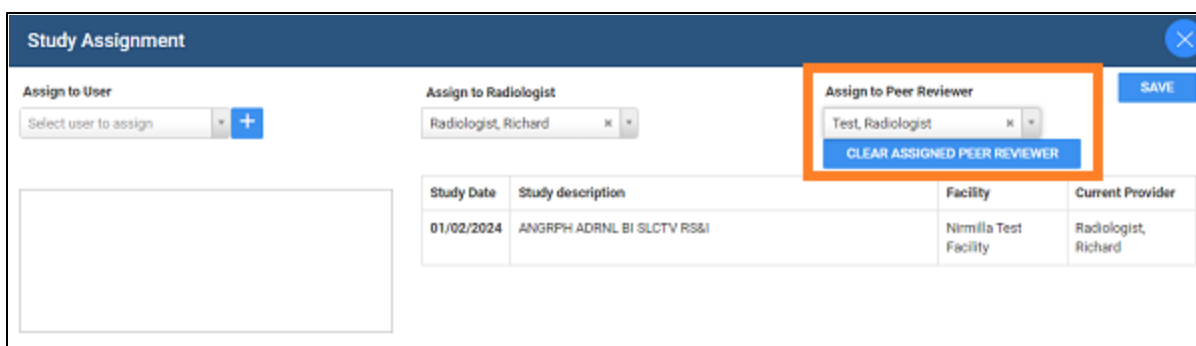 Study Assignment
Assign to User
Select user to assign
+
Assign to Radiologist
Radiologist, Richard
Assign to Peer Reviewer
Test, Radiologist
CLEAR ASSIGNED PEER REVIEWER
SAVE
Study Date Study description Facility Current Provider
01/02/2024 ANGRPH ADRNL BI SLCTV RS&I Nirmilla Test Radiologist,
Facility Richard